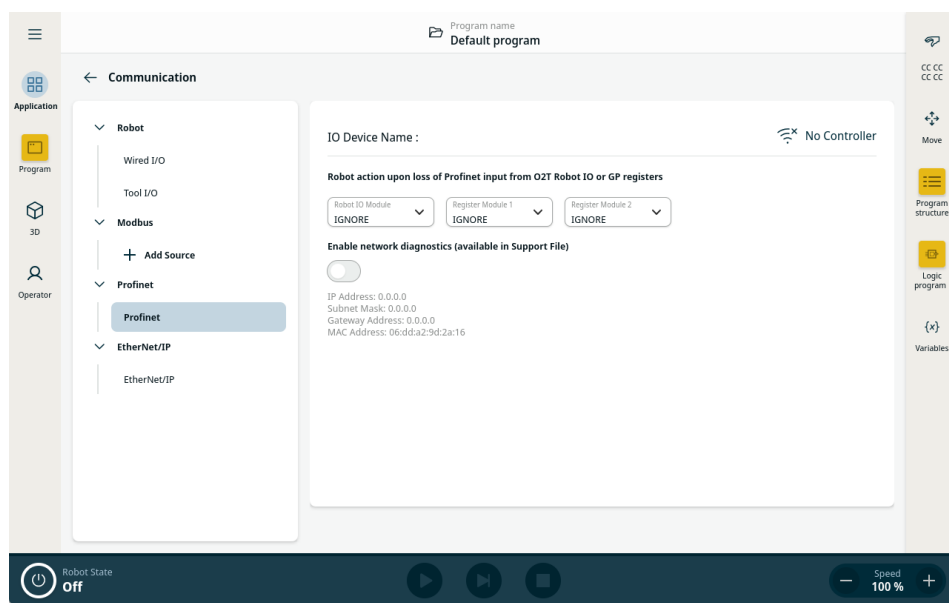 Program name
Default program
Application
Program
3D
Operator
Communication
Robot
Wired I/O
Tool I/O
Modbus
Add Source
Profinet
Profinet
EtherNet/IP
EtherNet/IP
IO Device Name :
No Controller
Robot action upon loss of Profinet input from O2T Robot IO or GP registers
Robot IO Module
IGNORE
Register Module 1
IGNORE
Register Module 2
IGNORE
Enable network diagnostics (available in Support File)
IP Address: 0.0.0.0
Subnet Mask: 0.0.0.0
Gateway Address: 0.0.0.0
MAC Address: 06:dd:a2:9d:2a:16
CC CC
CC CC
Move
Program
structure
Logic
program
{x}
Variables
Robot State
Off
Speed
100 %